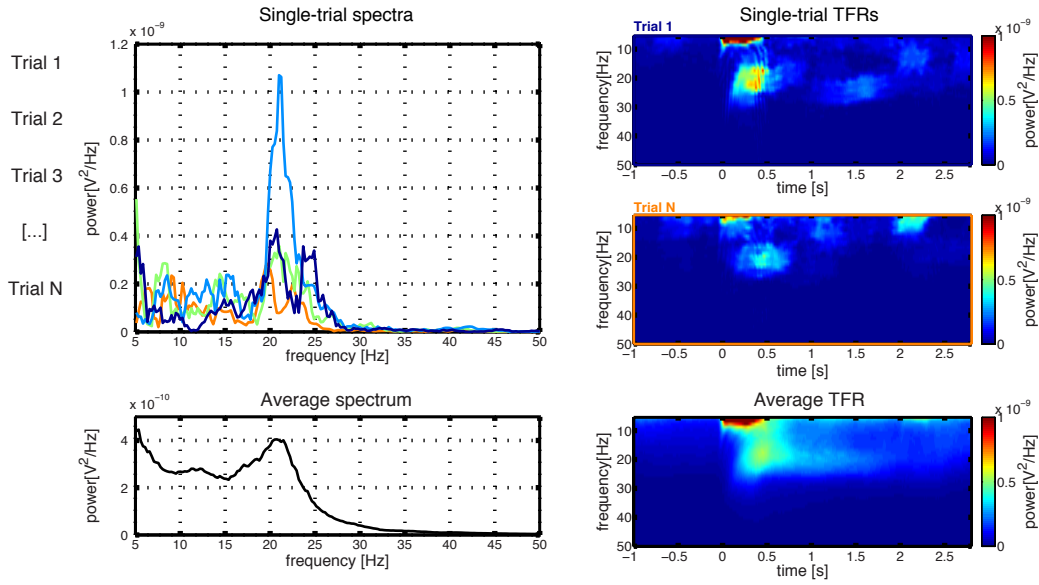 Single-trial spectra
x 10⁻⁹
Trial 1
Trial 2
Trial 3
[...]
Trial N
power[V²/Hz]
1.2
1
0.8
0.6
0.4
0.2
0
5 10 15 20 25 30 35 40 45 50
frequency [Hz]
Average spectrum
x 10⁻¹⁰
power[V²/Hz]
4
2
0
5 10 15 20 25 30 35 40 45 50
frequency [Hz]
Single-trial TFRs
Trial 1
x 10⁻⁹
frequency[Hz]
10
20
30
40
50
-1 -0.5 0 0.5 1 1.5 2 2.5
time [s]
1
0.5
0
power[V²/Hz]
Trial N
x 10⁻⁹
frequency[Hz]
10
20
30
40
50
-1 -0.5 0 0.5 1 1.5 2 2.5
time [s]
1
0.5
0
power[V²/Hz]
Average TFR
x 10⁻⁹
frequency[Hz]
10
20
30
40
50
-1 -0.5 0 0.5 1 1.5 2 2.5
time [s]
1
0.5
0
power[V²/Hz]